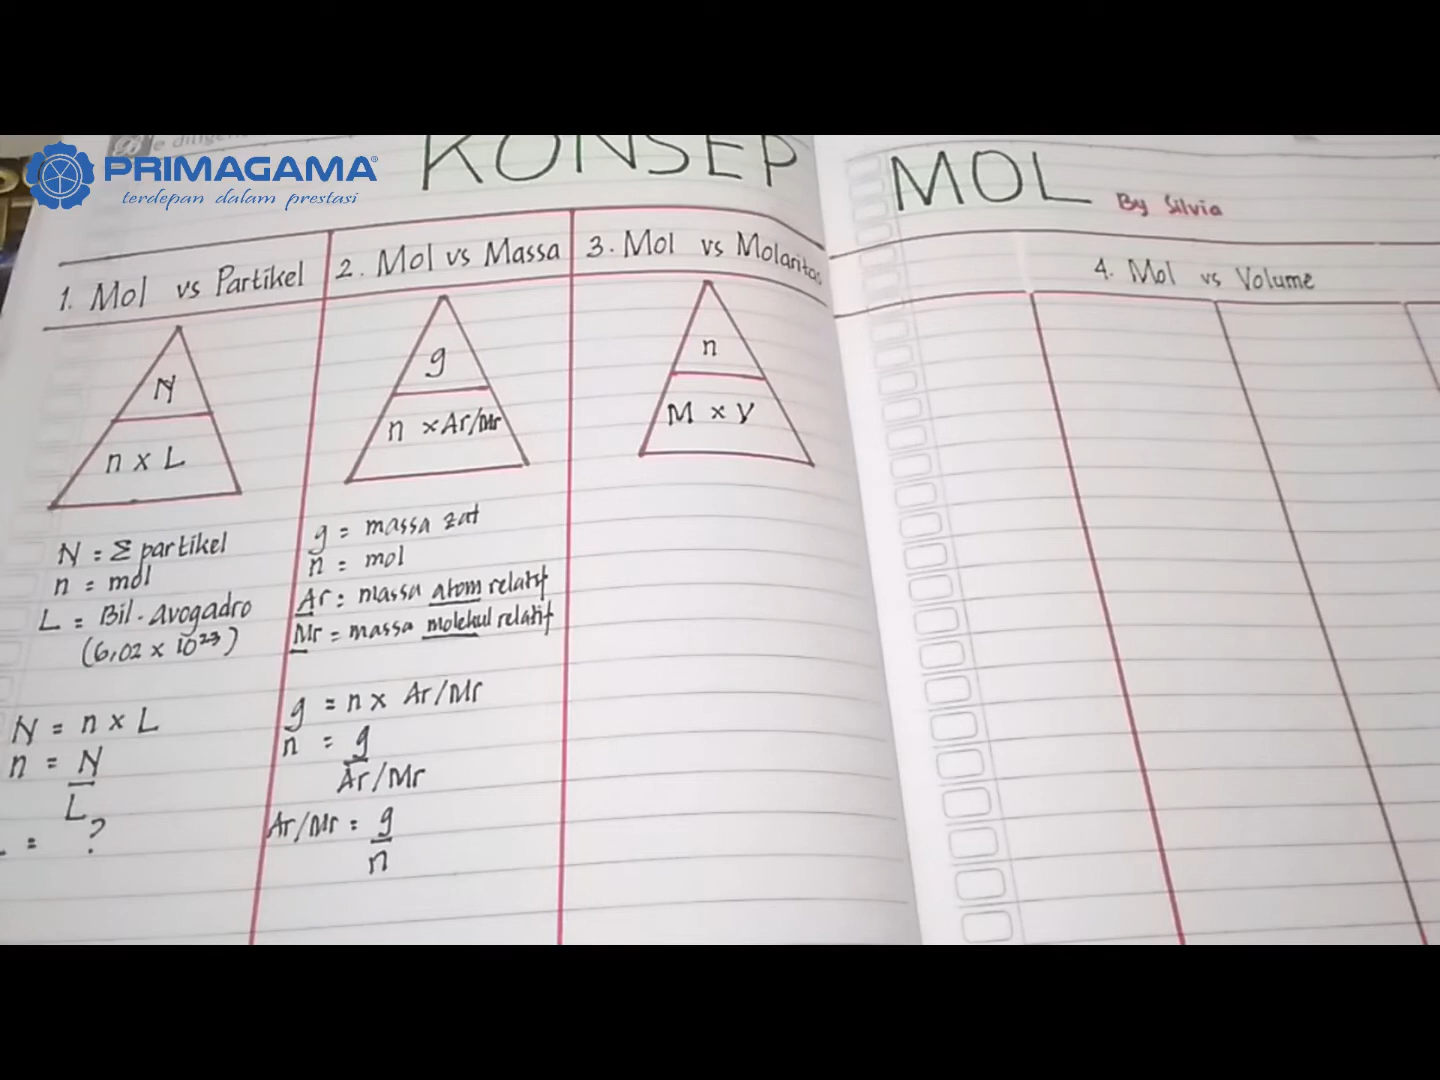 PRIMAGAMA®
terdepan dalam prestasi
KONSEP MOL
By Silvia
1. Mol vs Partikel
N
n x L
N = Σ partikel
n = mol
L = Bil. Avogadro
(6,02 x 10²³)
N = n x L
n = N
L
= ?
2. Mol vs Massa
g
n x Ar/Mr
g = massa zat
n = mol
Ar = massa atom relatif
Mr = massa molekul relatif
g = n x Ar/Mr
n = g
Ar/Mr
Ar/Mr = g
n
3. Mol vs Molaritas
n
M x V
4. Mol vs Volume